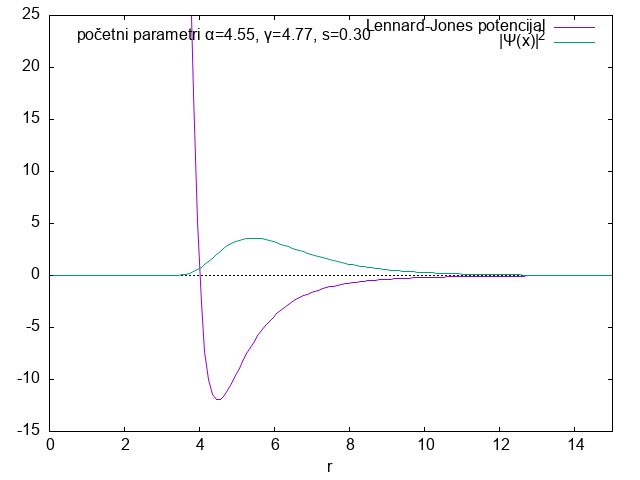 Lennard-Jones potencijal
početni parametri α=4.55, γ=4.77, s=0.30
|Ψ(x)|²
25
20
15
10
5
0
-5
-10
-15
0 2 4 6 8 10 12 14
r